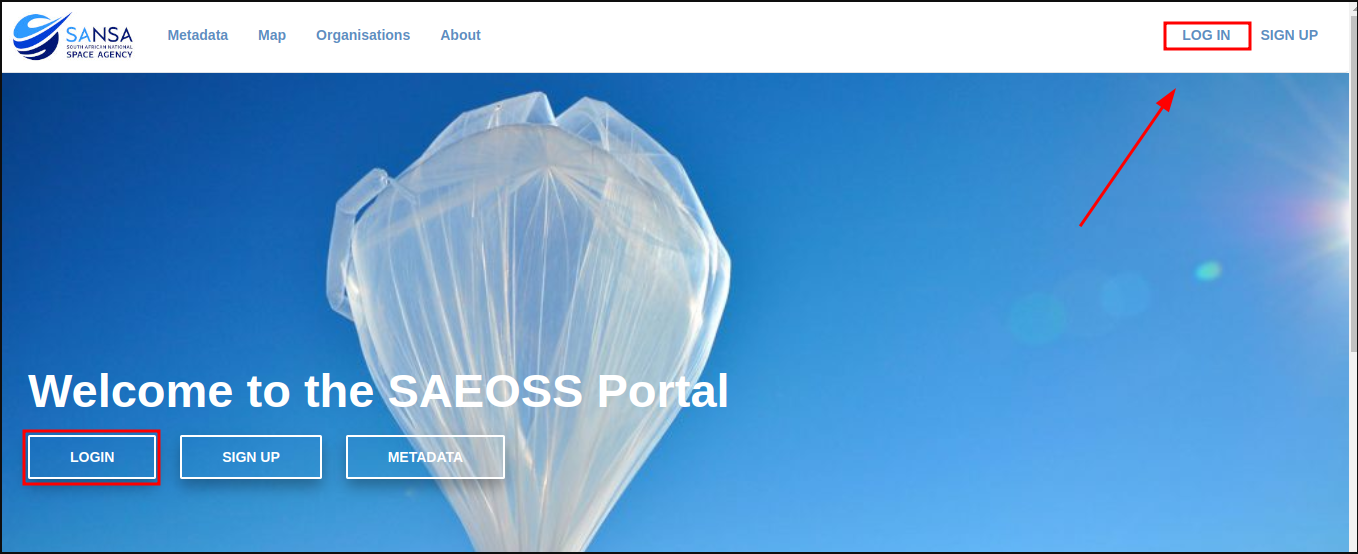 SANSA
SOUTH AFRICAN NATIONAL
SPACE AGENCY
Metadata Map Organisations About
LOG IN SIGN UP
Welcome to the SAEOSS Portal
LOGIN SIGN UP METADATA